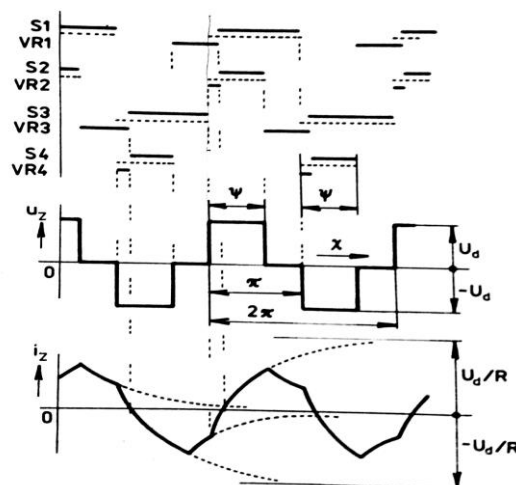 S1
VR1
S2
VR2
S3
VR3
S4
VR4
ψ ψ
u_z
χ
U_d
0
π
-U_d
2π
i_z
U_d/R
0
-U_d/R